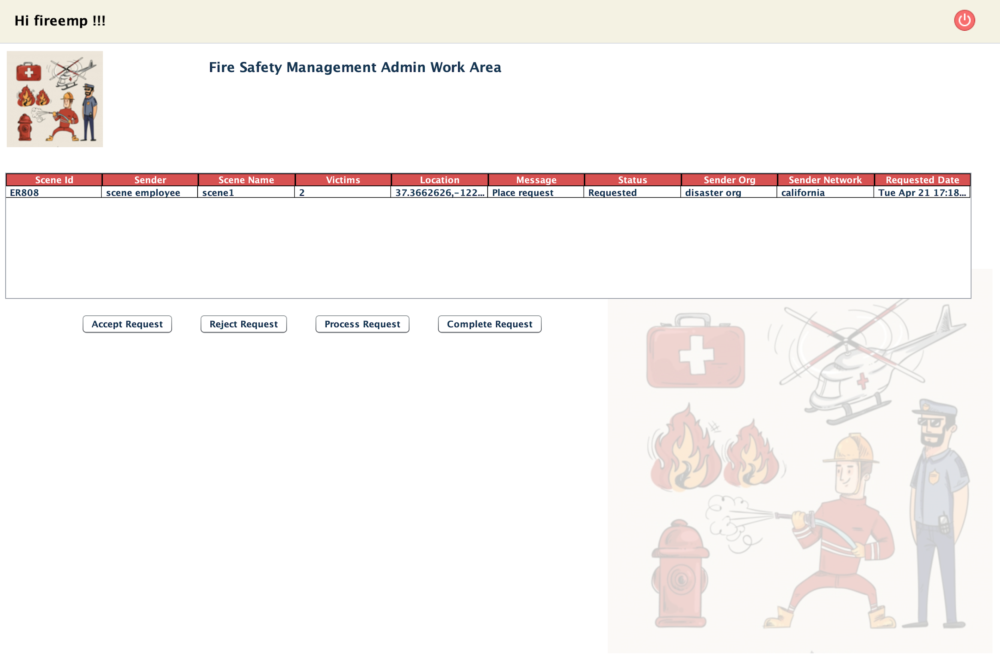 Hi fireemp !!!
Fire Safety Management Admin Work Area
Scene Id Sender Scene Name Victims Location Message Status Sender Org Sender Network Requested Date
ER808 scene employee scene1 2 37.3662626,-122... Place request Requested disaster org california Tue Apr 21 17:18...
Accept Request Reject Request Process Request Complete Request